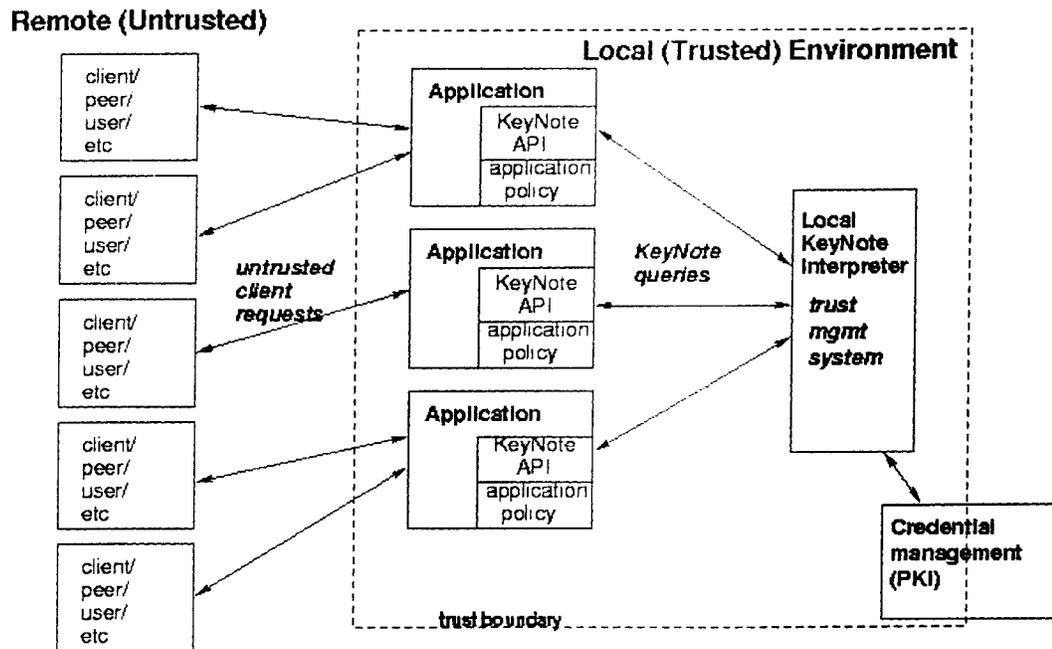 Remote (Untrusted)
Local (Trusted) Environment
client/
peer/
user/
etc
client/
peer/
user/
etc
client/
peer/
user/
etc
client/
peer/
user/
etc
client/
peer/
user/
etc
untrusted
client
requests
Application
KeyNote
API
application
policy
Application
KeyNote
API
application
policy
Application
KeyNote
API
application
policy
KeyNote
queries
Local
KeyNote
Interpreter
trust
mgmt
system
Credential
management
(PKI)
trust boundary